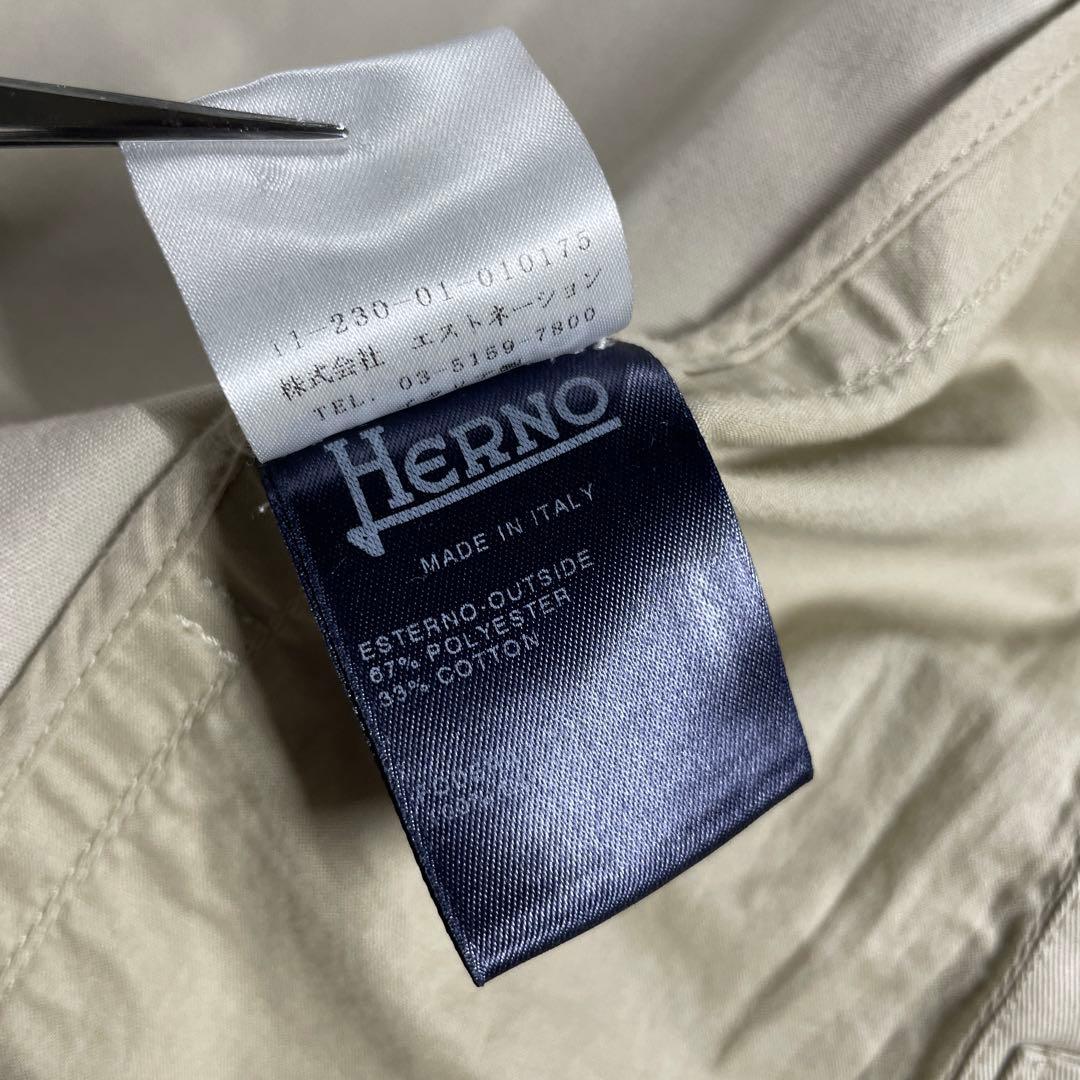 11-230-01-010175
株式会社 エストネーション
TEL. 03-5159-7800
HERNO
MADE IN ITALY
ESTERNO-OUTSIDE
67% POLYESTER
33% COTTON